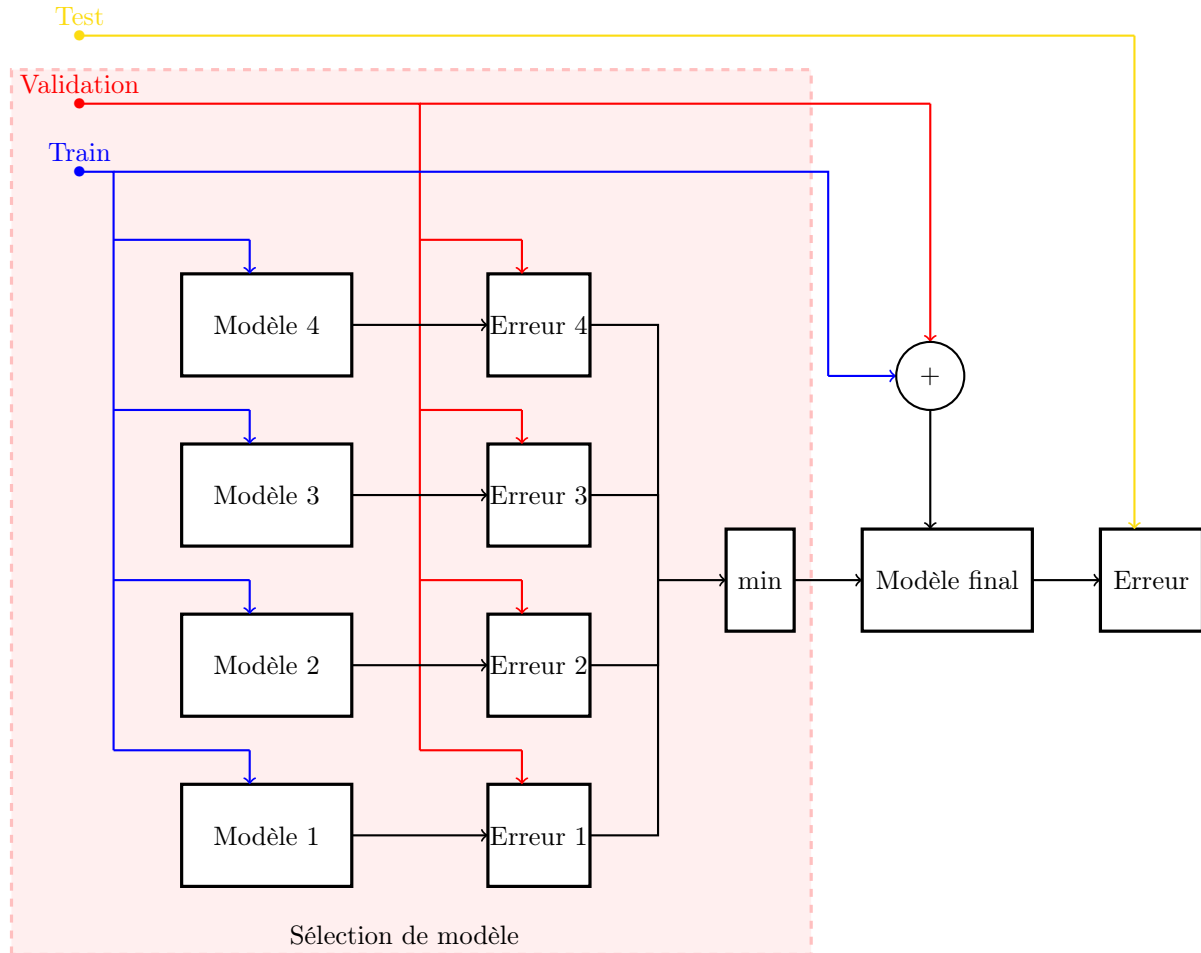 Test
Validation
Train
Modèle 4
Erreur 4
+
Modèle 3
Erreur 3
min
Modèle final
Erreur
Modèle 2
Erreur 2
Modèle 1
Erreur 1
Sélection de modèle